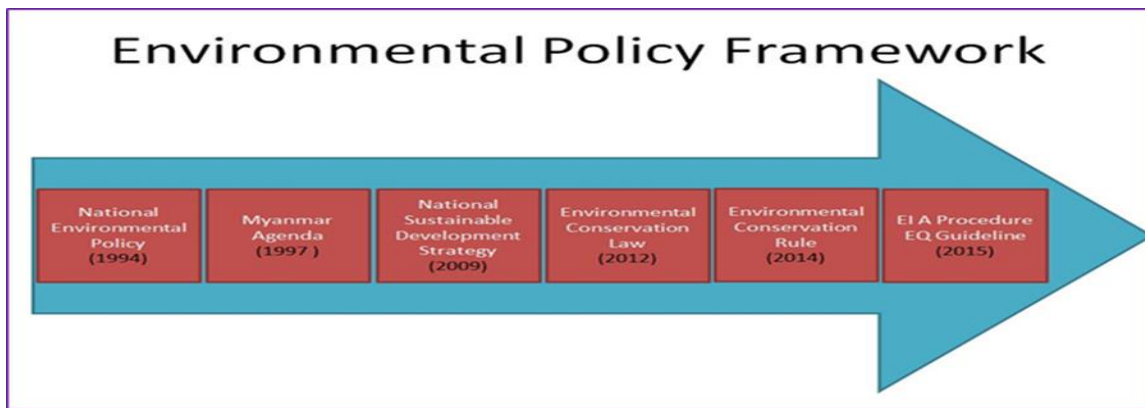 Environmental Policy Framework
National
Environmental
Policy
(1994)
Myanmar
Agenda
(1997 )
National
Sustainable
Development
Strategy
(2009)
Environmental
Conservation
Law
(2012)
Environmental
Conservation
Rule
(2014)
EI A Procedure
EQ Guideline
(2015)